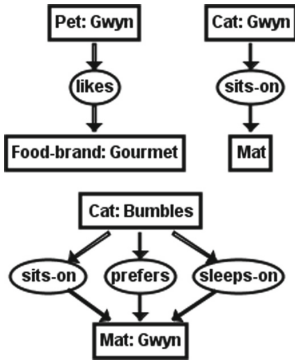 Pet: Gwyn
Cat: Gwyn
likes
sits-on
Food-brand: Gourmet
Mat
Cat: Bumbles
sits-on
prefers
sleeps-on
Mat: Gwyn